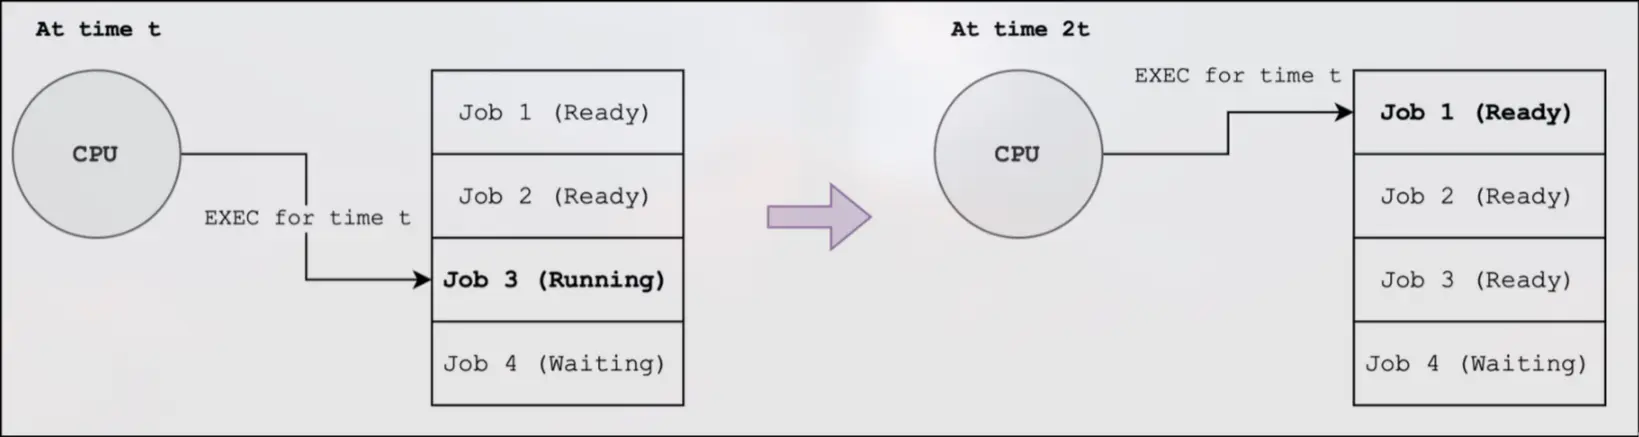 At time t
CPU
EXEC for time t
Job 1 (Ready)
Job 2 (Ready)
Job 3 (Running)
Job 4 (Waiting)
At time 2t
CPU
EXEC for time t
Job 1 (Ready)
Job 2 (Ready)
Job 3 (Ready)
Job 4 (Waiting)